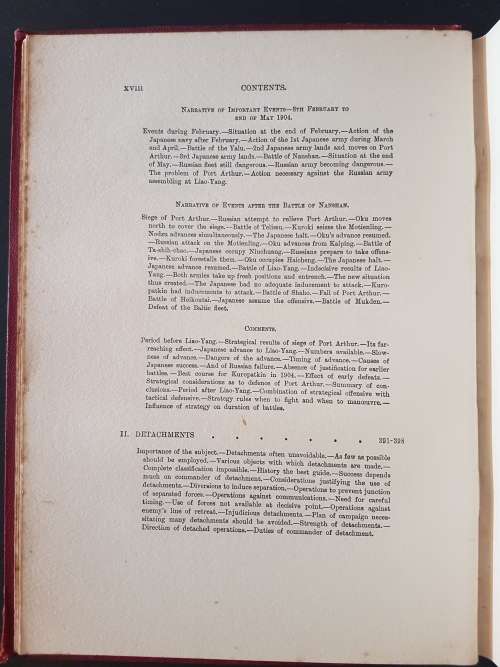 XVIII CONTENTS.
NARRATIVE OF IMPORTANT EVENTS—8TH FEBRUARY TO
END OF MAY 1904.
Events during February.—Situation at the end of February.—Action of the
Japanese navy after February.—Action of the 1st Japanese army during March
and April.—Battle of the Yalu.—2nd Japanese army lands and moves on Port
Arthur.—3rd Japanese army lands.—Battle of Nanshan.—Situation at the end
of May.—Russian fleet still dangerous.—Russian army becoming dangerous.—
The problem of Port Arthur.—Action necessary against the Russian army
assembling at Liao-Yang.
NARRATIVE OF EVENTS AFTER THE BATTLE OF NANSHAN.
Siege of Port Arthur.—Russian attempt to relieve Port Arthur.—Oku moves
north to cover the siege.—Battle of Telissu.—Kuroki seizes the Motienling.—
Nodzu advances simultaneously.—The Japanese halt.—Oku's advance resumed.
—Russian attack on the Motienling.—Oku advances from Kaiping.—Battle of
Ta-shih-chao.—Japanese occupy Niuchuang.—Russians prepare to take offens-
ive.—Kuroki forestalls them.—Oku occupies Haicheng.—The Japanese halt.—
Japanese advance resumed.—Battle of Liao-Yang.—Indecisive results of Liao-
Yang.—Both armies take up fresh positions and entrench.—The new situation
thus created.—The Japanese had no adequate inducement to attack.—Kuro-
patkin had inducements to attack.—Battle of Shaho.—Fall of Port Arthur.—
Battle of Heikoutai.—Japanese assume the offensive.—Battle of Mukden.—
Defeat of the Baltic fleet.
COMMENTS.
Period before Liao-Yang.—Strategical results of siege of Port Arthur.—Its far-
reaching effect.—Japanese advance to Liao-Yang.—Numbers available.—Slow-
ness of advance.—Dangers of the advance.—Timing of advance.—Causes of
Japanese success.—And of Russian failure.—Absence of justification for earlier
battles.—Best course for Kuropatkin in 1904.—Effect of early defeats.—
Strategical considerations as to defence of Port Arthur.—Summary of con-
clusions.—Period after Liao-Yang.—Combination of strategical offensive with
tactical defensive.—Strategy rules when to fight and when to manœuvre.—
Influence of strategy on duration of battles.
II. DETACHMENTS . . . . . . . 391-398
Importance of the subject.—Detachments often unavoidable.—As few as possible
should be employed.—Various objects with which detachments are made.—
Complete classification impossible.—History the best guide.—Success depends
much on commander of detachment.—Considerations justifying the use of
detachments.—Diversions to induce separation.—Operations to prevent junction
of separated forces.—Operations against communications.—Need for careful
timing.—Use of forces not available at decisive point.—Operations against
enemy's line of retreat.—Injudicious detachments.—Plan of campaign neces-
sitating many detachments should be avoided.—Strength of detachments.—
Direction of detached operations.—Duties of commander of detachment.